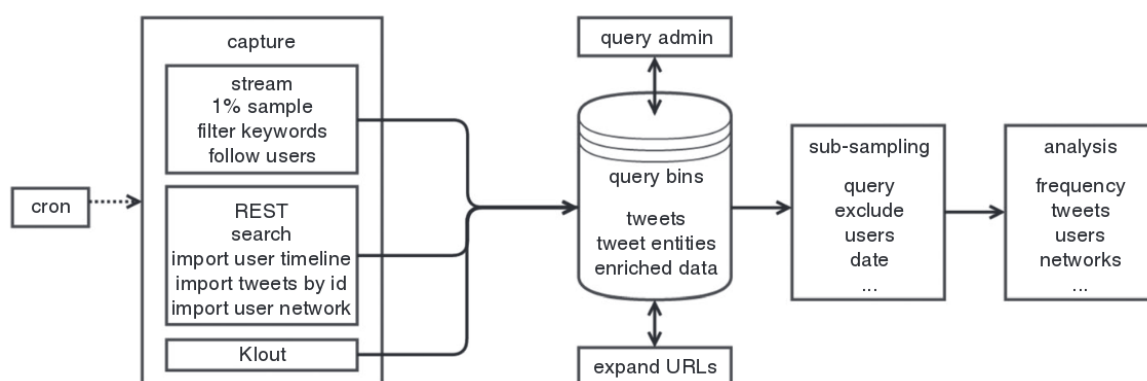 cron
capture
stream
1% sample
filter keywords
follow users
REST
search
import user timeline
import tweets by id
import user network
Klout
query admin
query bins
tweets
tweet entities
enriched data
expand URLs
sub-sampling
query
exclude
users
date
...
analysis
frequency
tweets
users
networks
...